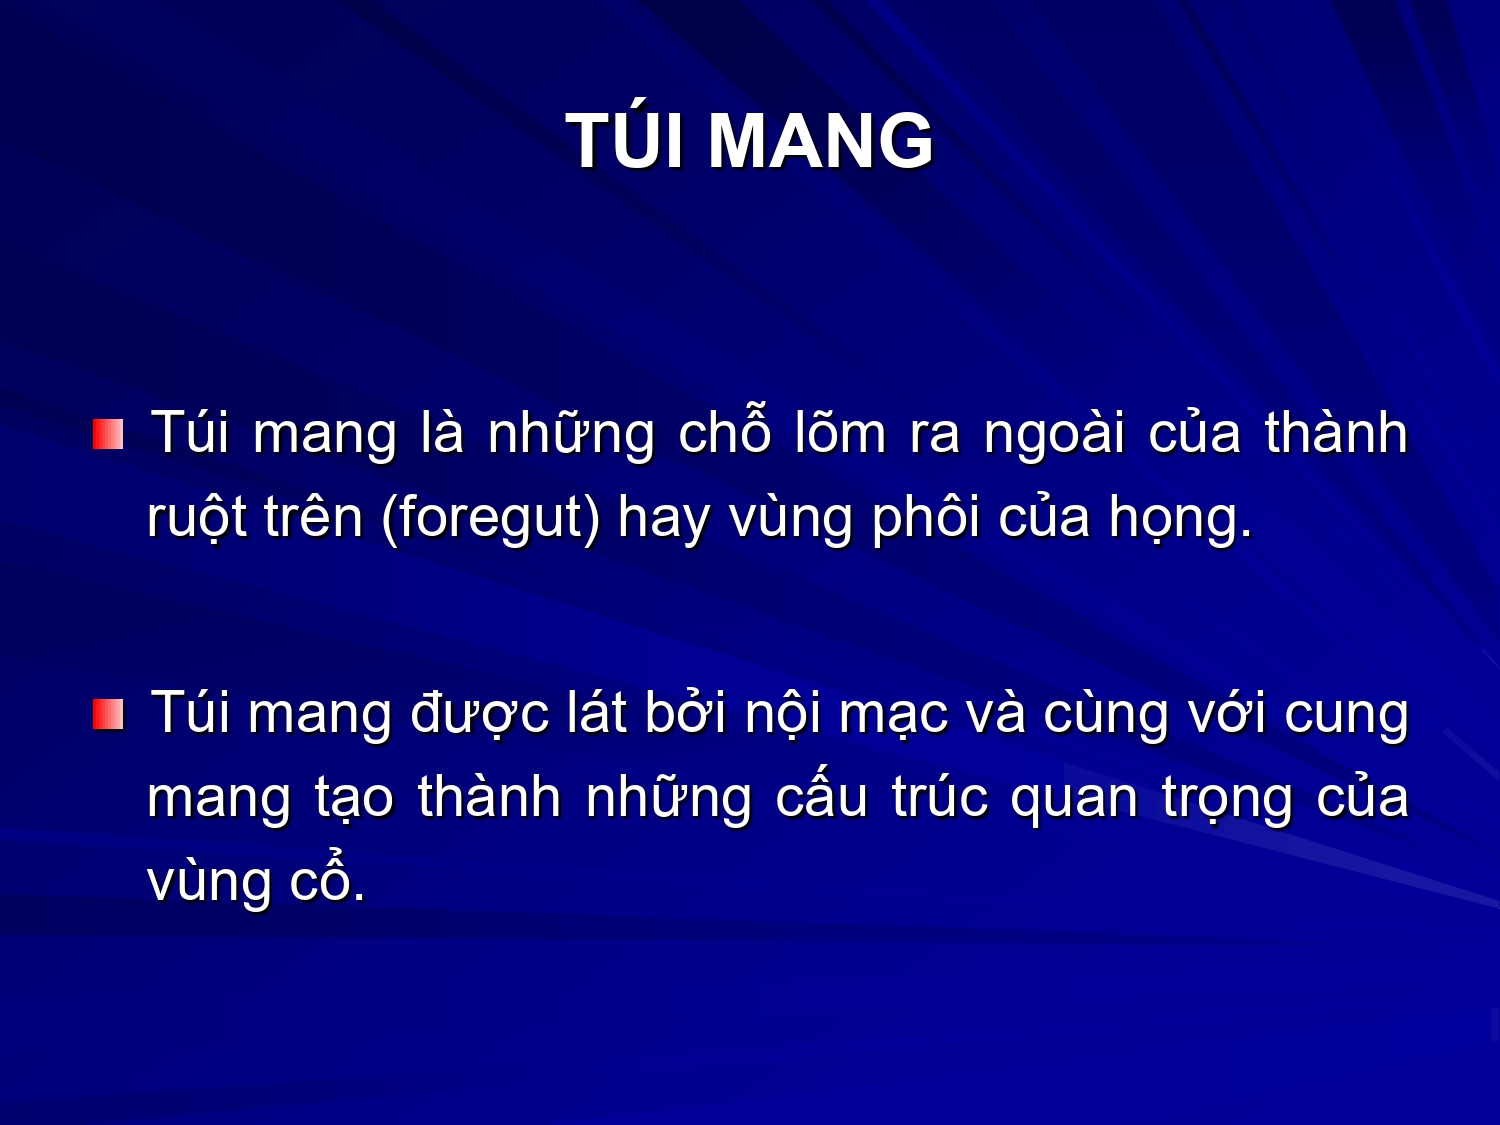 TÚI MANG
Túi mang là những chỗ lõm ra ngoài của thành
ruột trên (foregut) hay vùng phôi của họng.
Túi mang được lát bởi nội mạc và cùng với cung
mang tạo thành những cấu trúc quan trọng của
vùng cổ.